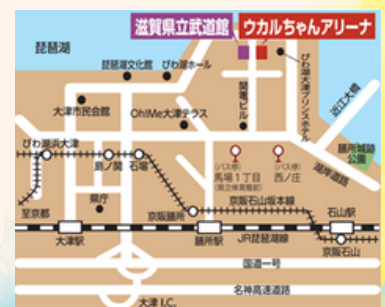 滋賀県立武道館
ウカルちゃんアリーナ
琵琶湖
琵琶湖文化館
びわ湖ホール
びわ湖大津プリンスホテル
大津市民会館
Oh!Me大津テラス
関電ビル
近江大橋
びわ湖浜大津
島ノ関
石場
(バス停)
馬場1丁目
(県立体育館前)
(バス停)
西ノ庄
膳所城跡
公園
湖岸道路
県庁
至京都
京阪膳所
京阪石山坂本線
石山駅
大津駅
膳所駅
JR琵琶湖線
京阪石山
国道一号
名神高速道路
大津I.C.